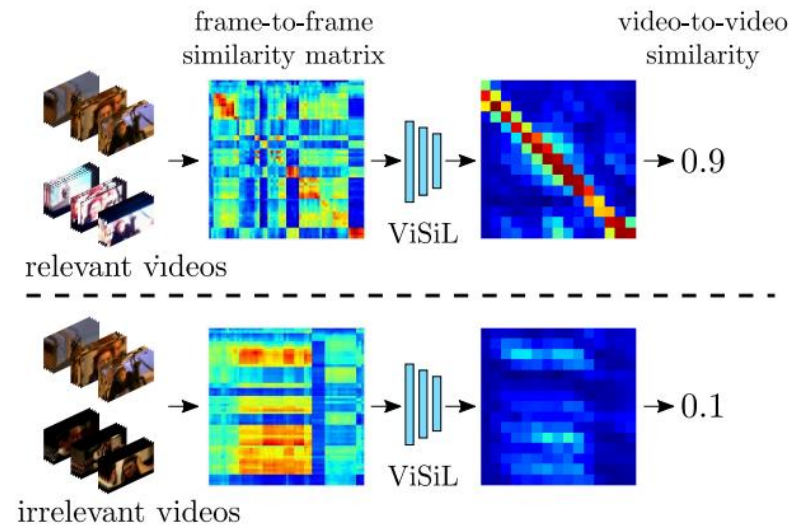 frame-to-frame
similarity matrix
video-to-video
similarity
ViSiL
0.9
relevant videos
ViSiL
0.1
irrelevant videos